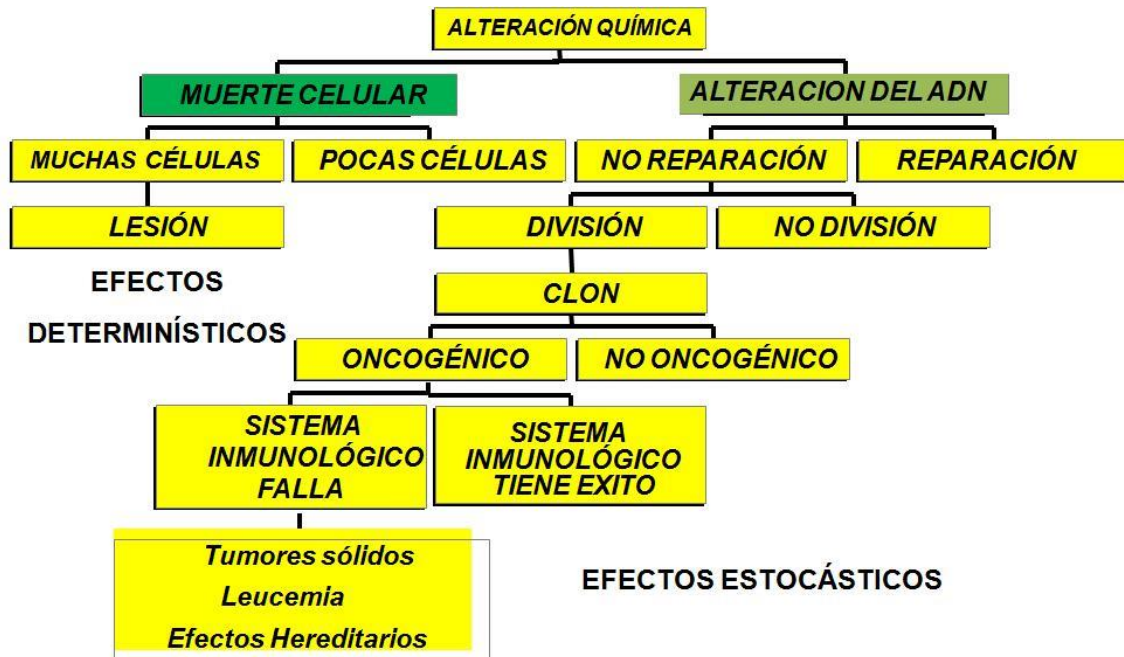 ALTERACIÓN QUÍMICA
MUERTE CELULAR
ALTERACION DEL ADN
MUCHAS CÉLULAS
POCAS CÉLULAS
NO REPARACIÓN
REPARACIÓN
LESIÓN
DIVISIÓN
NO DIVISIÓN
EFECTOS
DETERMINÍSTICOS
CLON
ONCOGÉNICO
NO ONCOGÉNICO
SISTEMA
INMUNOLÓGICO
FALLA
SISTEMA
INMUNOLÓGICO
TIENE EXITO
Tumores sólidos
Leucemia
Efectos Hereditarios
EFECTOS ESTOCÁSTICOS